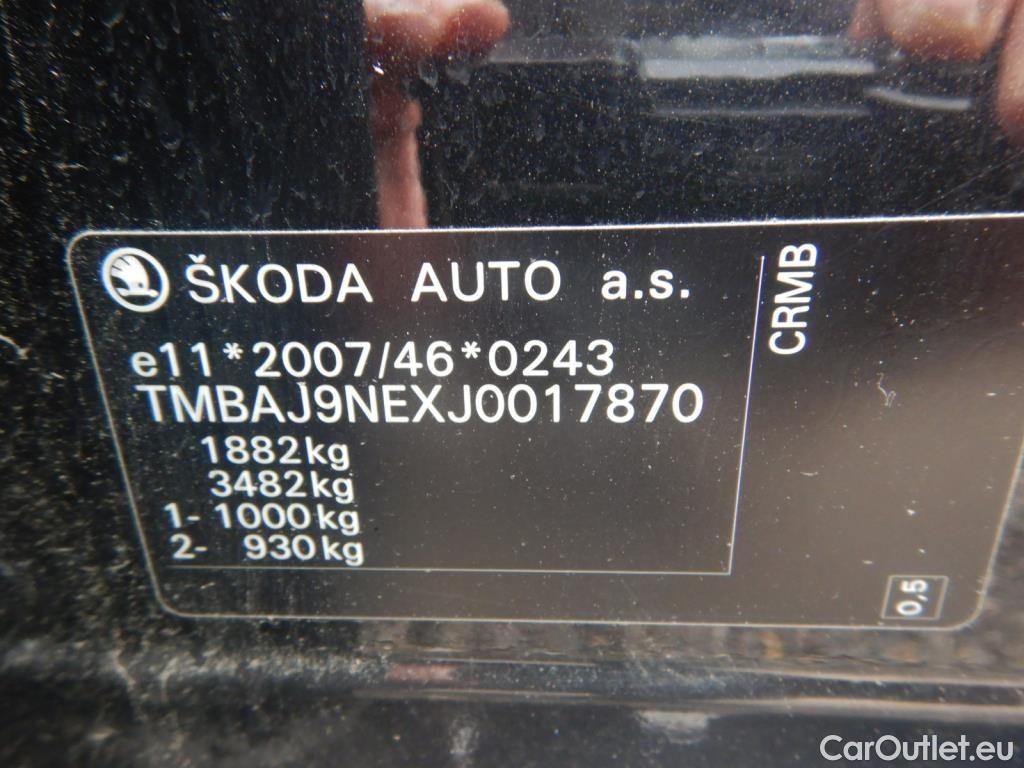 ŠKODA AUTO a.s.
e11*2007/46*0243
TMBAJ9NEXJ0017870
1882kg
3482kg
1- 1000kg
2- 930kg
CRMB
0,5
CarOutlet.eu